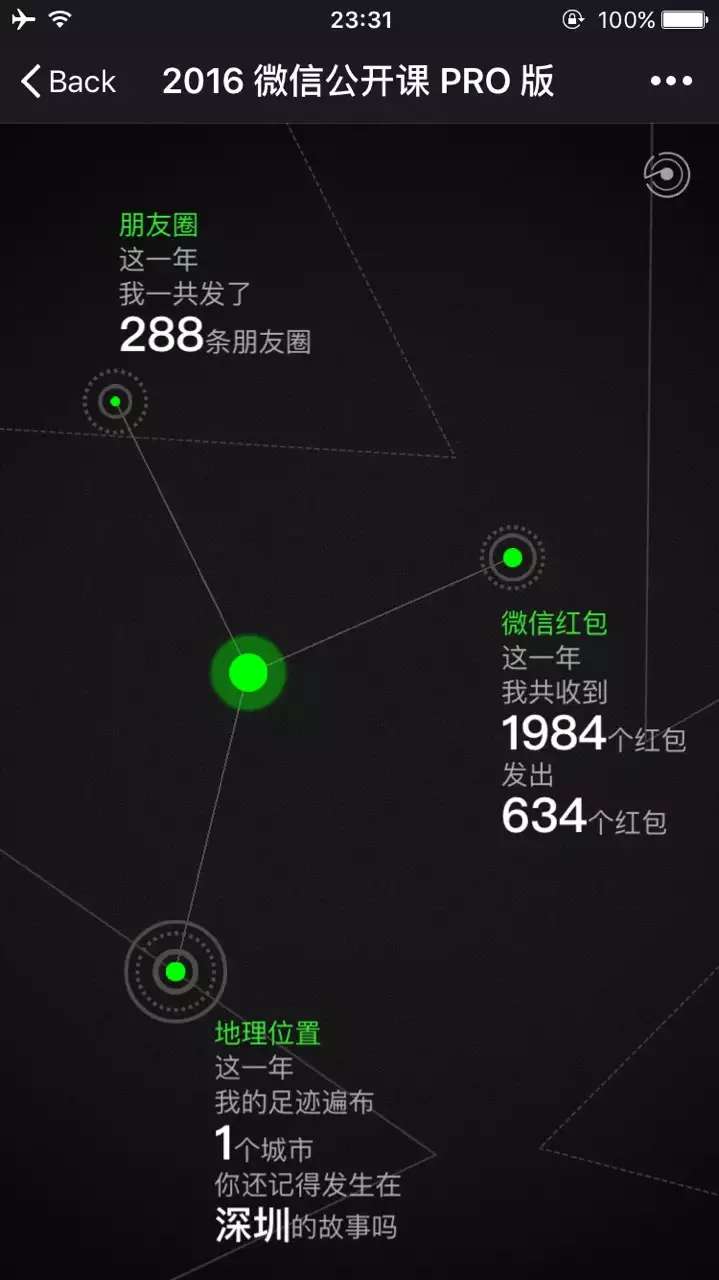 23:31
100%
Back
2016 微信公开课 PRO 版
朋友圈
这一年
我一共发了
288条朋友圈
微信红包
这一年
我共收到
1984个红包
发出
634个红包
地理位置
这一年
我的足迹遍布
1个城市
你还记得发生在
深圳的故事吗